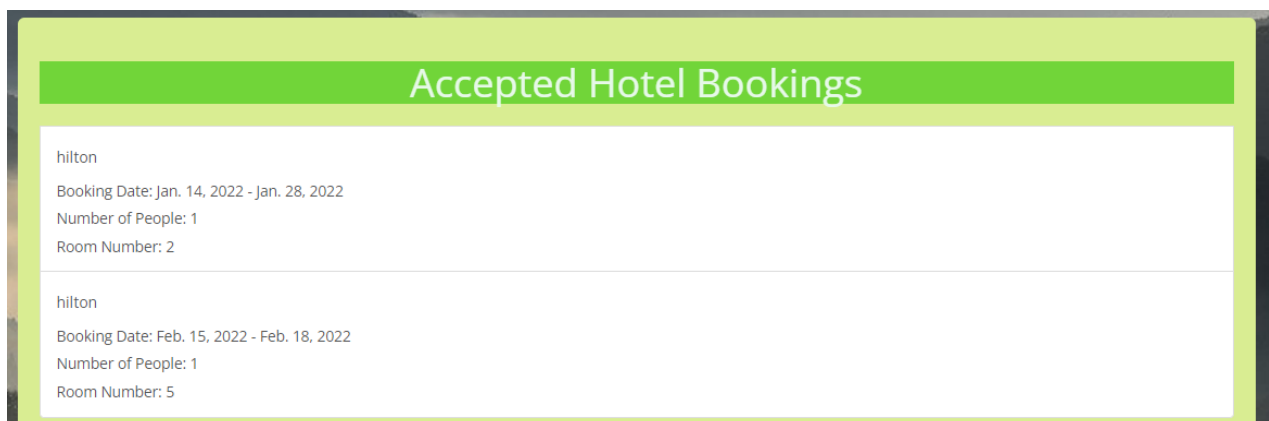 Accepted Hotel Bookings
hilton
Booking Date: Jan. 14, 2022 - Jan. 28, 2022
Number of People: 1
Room Number: 2
hilton
Booking Date: Feb. 15, 2022 - Feb. 18, 2022
Number of People: 1
Room Number: 5